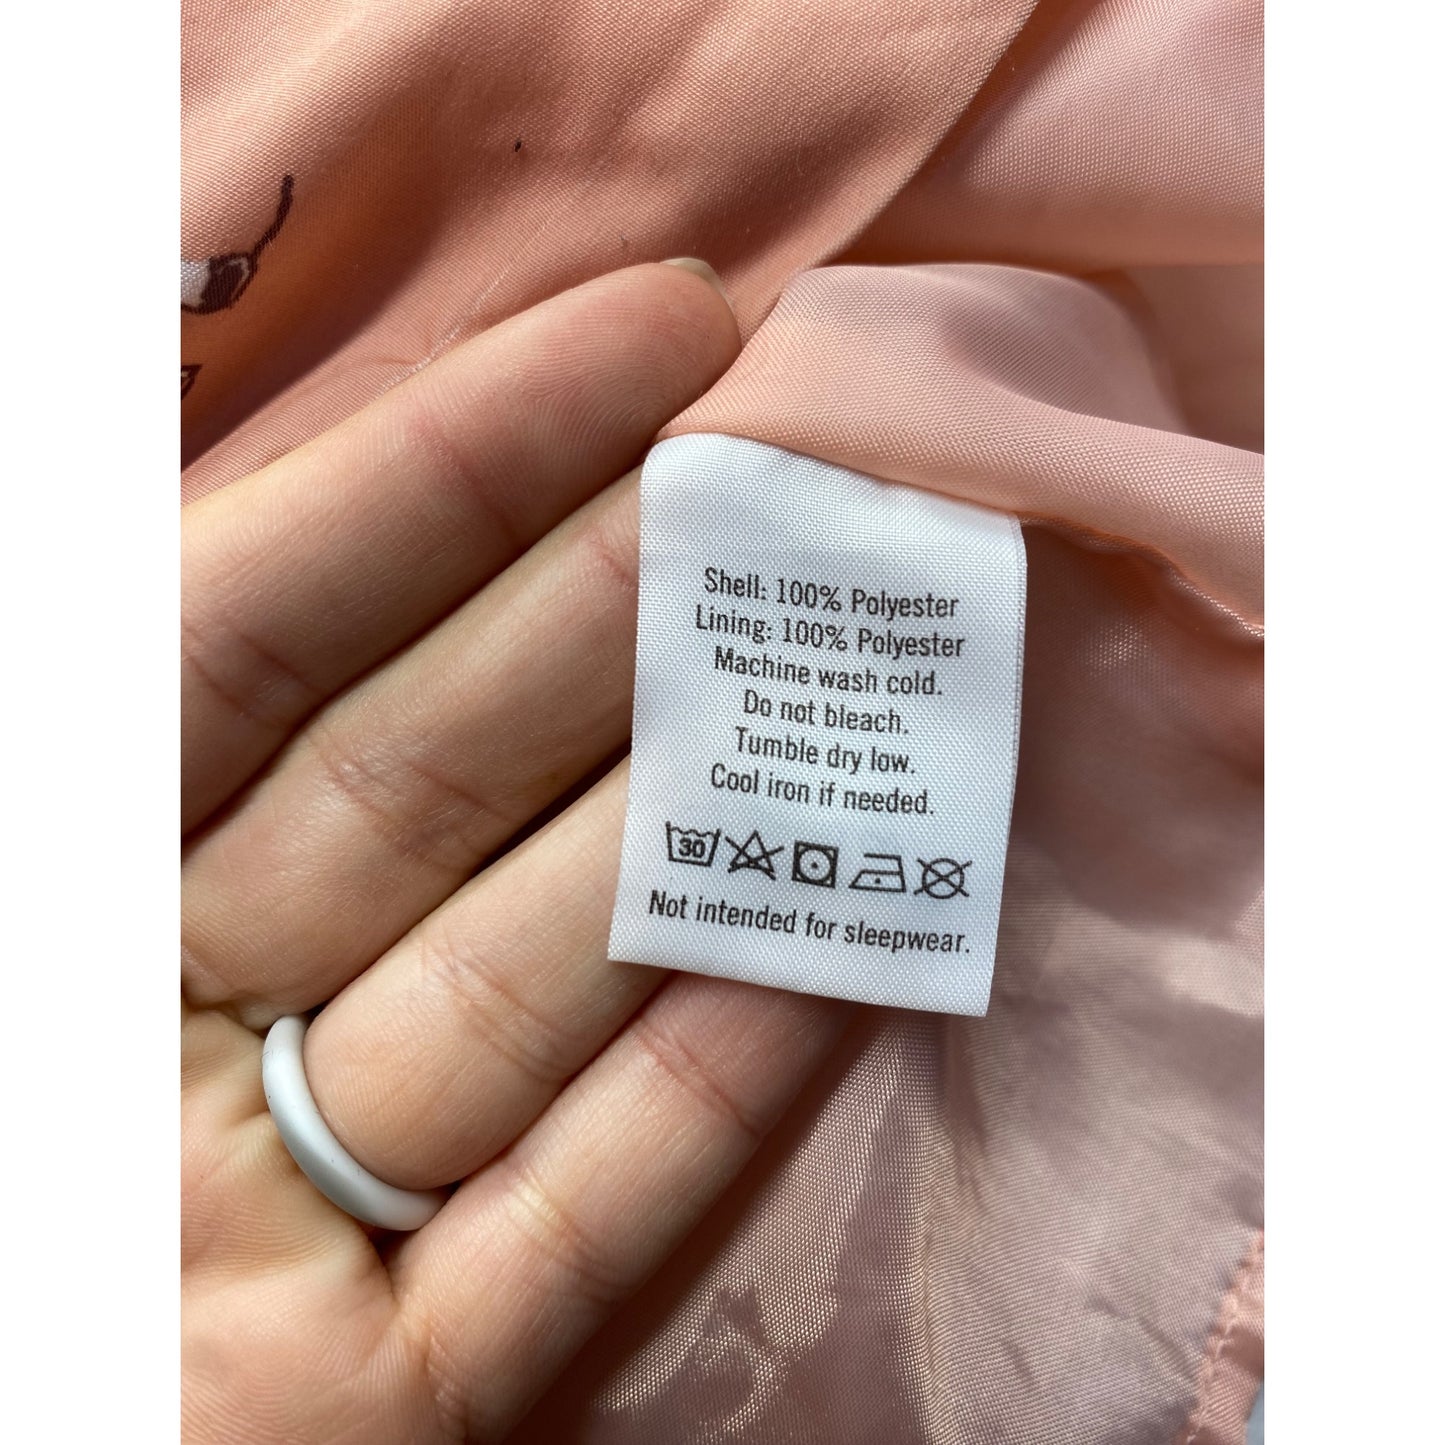 Shell: 100% Polyester
Lining: 100% Polyester
Machine wash cold.
Do not bleach.
Tumble dry low.
Cool iron if needed.
30
Not intended for sleepwear.